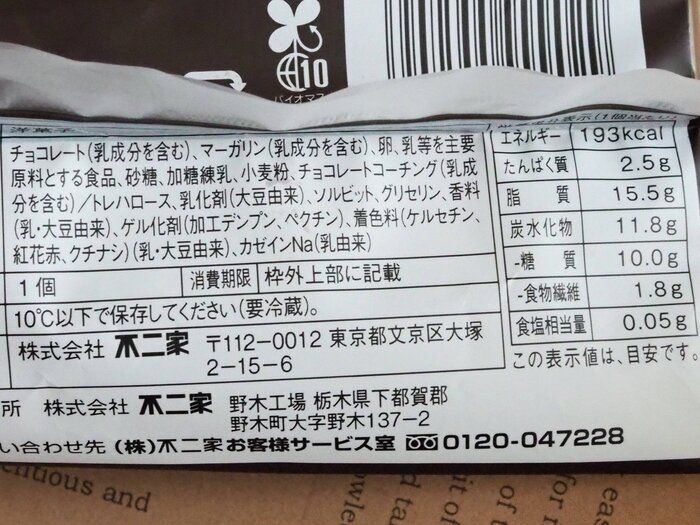 10
バイオマス
洋菓子
チョコレート(乳成分を含む)、マーガリン(乳成分を含む)、卵、乳等を主要
原料とする食品、砂糖、加糖練乳、小麦粉、チョコレートコーチング(乳成
分を含む)/トレハロース、乳化剤(大豆由来)、ソルビット、グリセリン、香料
(乳・大豆由来)、ゲル化剤(加工デンプン、ペクチン)、着色料(ケルセチン、
紅花赤、クチナシ)(乳・大豆由来)、カゼインNa(乳由来)
1個 消費期限 枠外上部に記載
10℃以下で保存してください(要冷蔵)。
株式会社 不二家 〒112-0012 東京都文京区大塚
2-15-6
所 株式会社 不二家 野木工場 栃木県下都賀郡
野木町大字野木137-2
い合わせ先 (株)不二家お客様サービス室 0120-047228
表示(1個当たり)
エネルギー 193kcal
たんぱく質 2.5g
脂質 15.5g
炭水化物 11.8g
-糖質 10.0g
-食物繊維 1.8g
食塩相当量 0.05g
この表示値は、目安です。
entious and